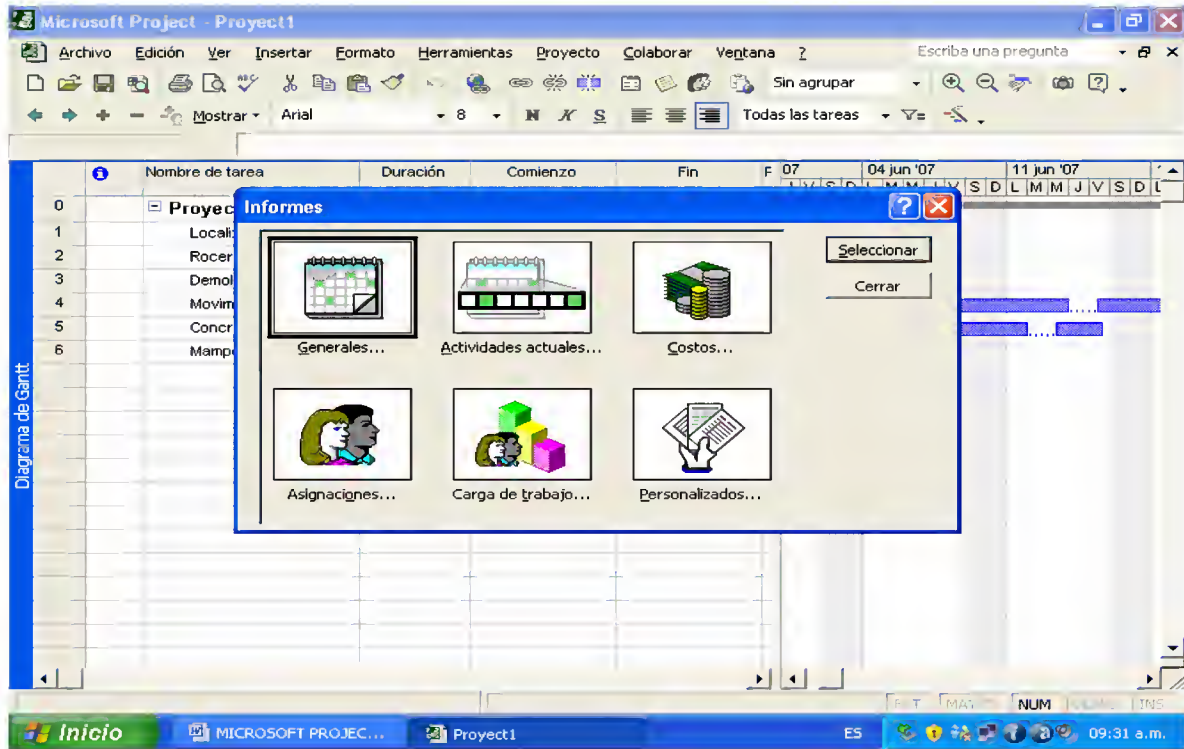 Microsoft Project - Proyect1
Archivo Edición Ver Insertar Formato Herramientas Proyecto Colaborar Ventana ? Escriba una pregunta
Sin agrupar
Mostrar Arial 8 N K S Todas las tareas
Nombre de tarea Duración Comienzo Fin F 07 04 jun '07 11 jun '07
S D L M M J V S D L
0 Proyec
1 Locali
2 Rocer
3 Demol
4 Movim
5 Concr
6 Mampo
Informes
Seleccionar
Cerrar
Generales... Actividades actuales... Costos...
Asignaciones... Carga de trabajo... Personalizados...
Diagrama de Gantt
NUM INS
Inicio MICROSOFT PROJEC... Proyect1 ES 09:31 a.m.